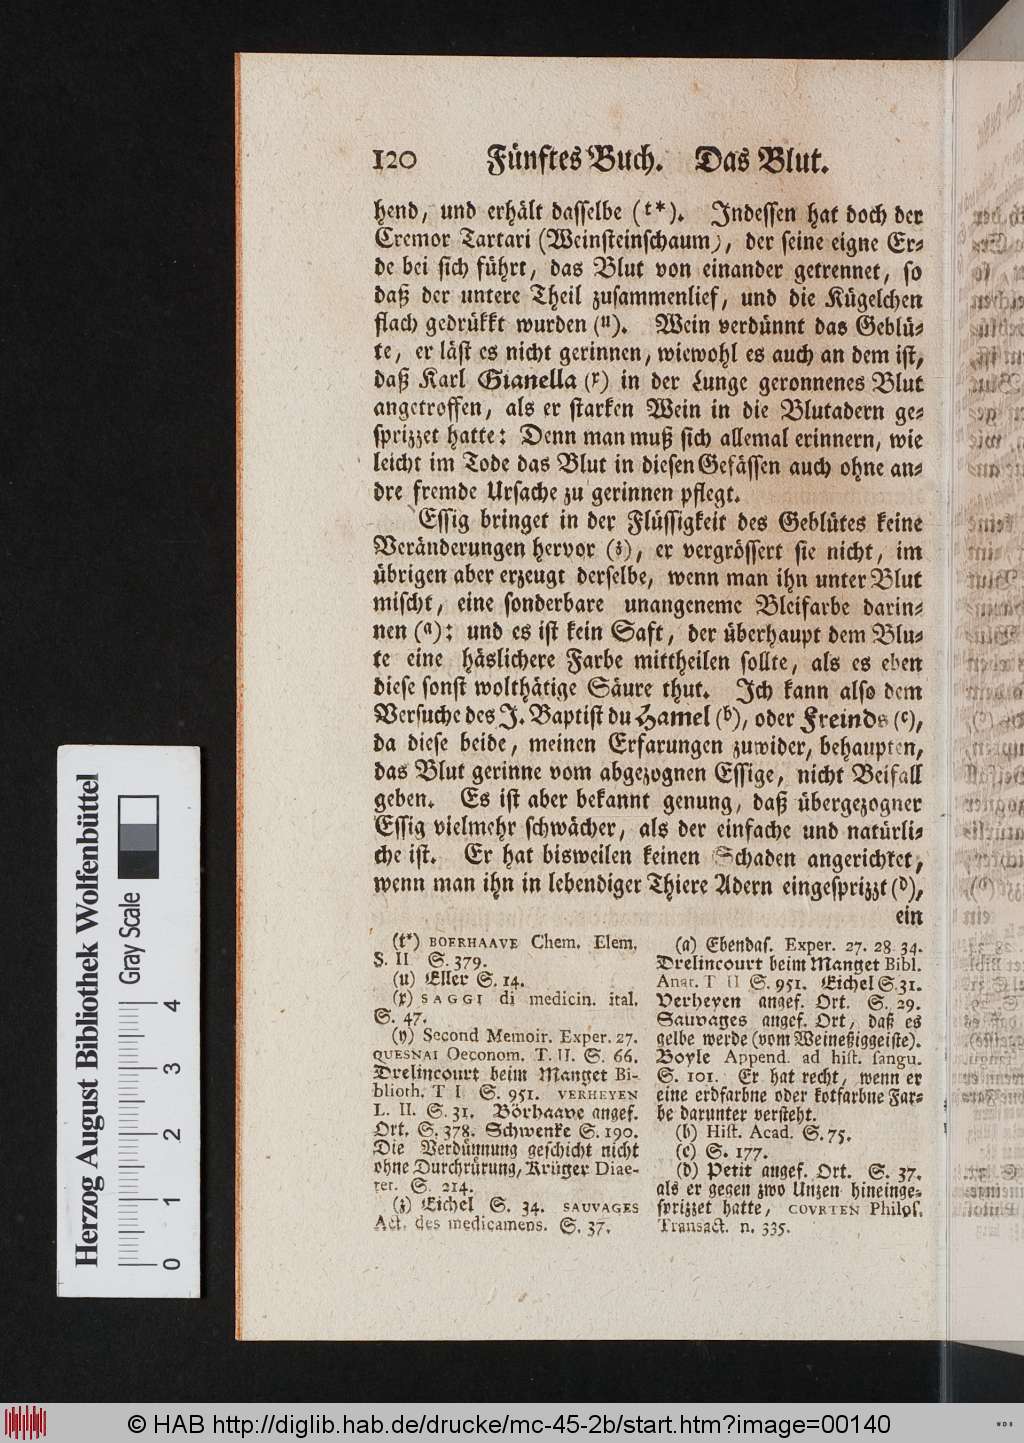 120 Fünftes Buch. Das Blut.
hend, und erhält dasselbe (t*). Indessen hat doch der
Cremor Tartari (Weinsteinschaum), der seine eigne Er-
de bei sich führt, das Blut von einander getrennet, so
daß der untere Theil zusammenlief, und die Kügelchen
flach gedrükkt wurden (u). Wein verdünnt das Geblü-
te, er läst es nicht gerinnen, wiewohl es auch an dem ist,
daß Karl Gianella (x) in der Lunge geronnenes Blut
angetroffen, als er starken Wein in die Blutadern ge-
sprizzet hatte: Denn man muß sich allemal erinnern, wie
leicht im Tode das Blut in diesen Gefässen auch ohne an-
dre fremde Ursache zu gerinnen pflegt.
Essig bringet in der Flüssigkeit des Geblütes keine
Veränderungen hervor (z), er vergrössert sie nicht, im
übrigen aber erzeugt derselbe, wenn man ihn unter Blut
mischt, eine sonderbare unangeneme Bleifarbe darin-
nen (a): und es ist kein Saft, der überhaupt dem Blu-
te eine häslichere Farbe mittheilen sollte, als es eben
diese sonst wolthätige Säure thut. Ich kann also dem
Versuche des J. Baptist du Hamel (b), oder Freinds (c),
da diese beide, meinen Erfarungen zuwider, behaupten,
das Blut gerinne vom abgezognen Essige, nicht Beifall
geben. Es ist aber bekannt genung, daß übergezogner
Essig vielmehr schwächer, als der einfache und natürli-
che ist. Er hat bisweilen keinen Schaden angerichtet,
wenn man ihn in lebendiger Thiere Adern eingesprizzt (d),
ein
(t*) BOERHAAVE Chem. Elem.
S. II S. 379.
(u) Eller S. 14.
(x) SAGGI di medicin. ital.
S. 47.
(y) Second Memoir. Exper. 27.
QUESNAI Oeconom. T. II. S. 66.
Drelincourt beim Manget Bi-
blioth. T I S. 951. VERHEYEN
L. II. S. 31. Börhaave angef.
Ort. S. 378. Schwenke S. 190.
Die Verdünnung geschicht nicht
ohne Durchrürung, Krüger Diae-
tet. S. 214.
(z) Eichel S. 34. SAUVAGES
Act. des medicamens. S. 37.
(a) Ebendas. Exper. 27. 28 34.
Drelincourt beim Manget Bibl.
Anat. T II S. 951. Eichel S. 31.
Verheyen angef. Ort. S. 29.
Sauvages angef. Ort, daß es
gelbe werde (vom Weineßiggeiste).
Boyle Append. ad hist. sangu.
S. 101. Er hat recht, wenn er
eine erdfarbne oder kotfarbne Far-
be darunter versteht.
(b) Hist. Acad. S. 75.
(c) S. 177.
(d) Petit angef. Ort. S. 37.
als er gegen zwo Unzen hineinge-
sprizzet hatte, COVRTEN Philos.
Transact. n. 335.
Herzog August Bibliothek Wolfenbüttel
Gray Scale
0 1 2 3 4
© HAB http://diglib.hab.de/drucke/mc-45-2b/start.htm?image=00140